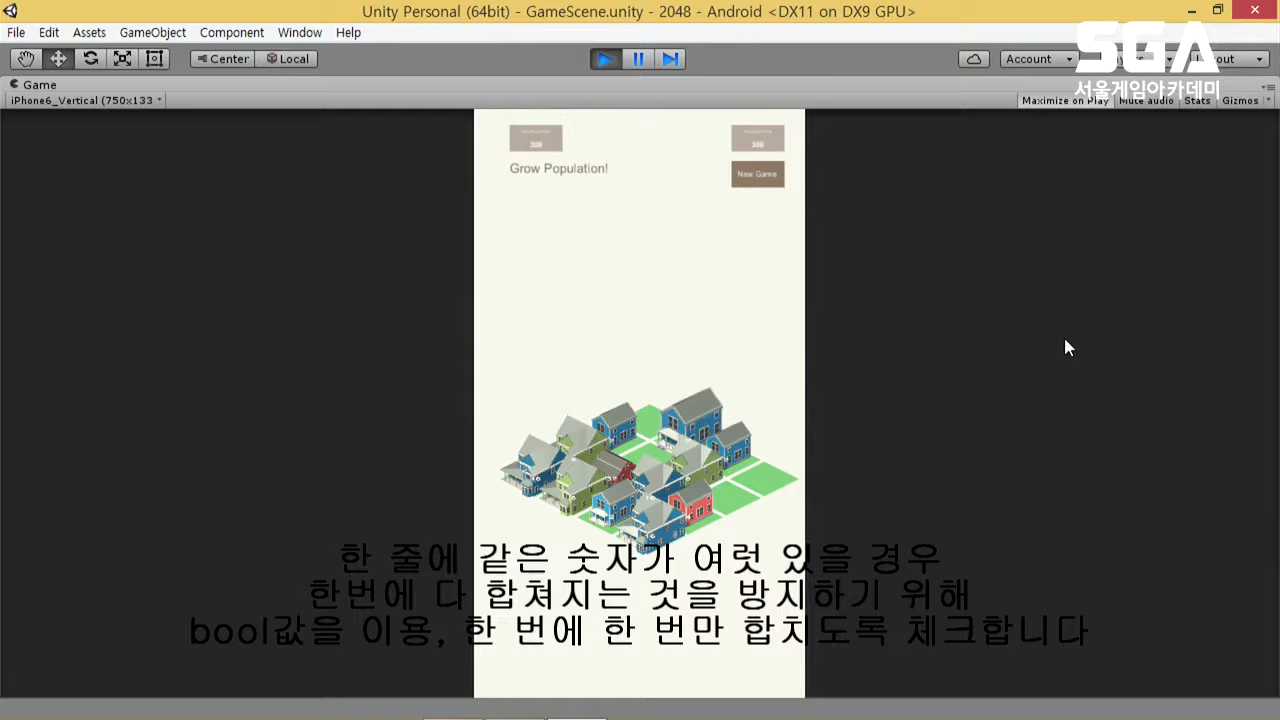 Unity Personal (64bit) - GameScene.unity - 2048 - Android <DX11 on DX9 GPU>
File Edit Assets GameObject Component Window Help
Center Local Account
SGA
서울게임아카데미
Game
iPhone6_Vertical (750x133 Maximize on Play Mute audio Stats Gizmos
Grow Population!
New Game
한 줄에 같은 숫자가 여럿 있을 경우
한번에 다 합쳐지는 것을 방지하기 위해
bool값을 이용, 한 번에 한 번만 합치도록 체크합니다